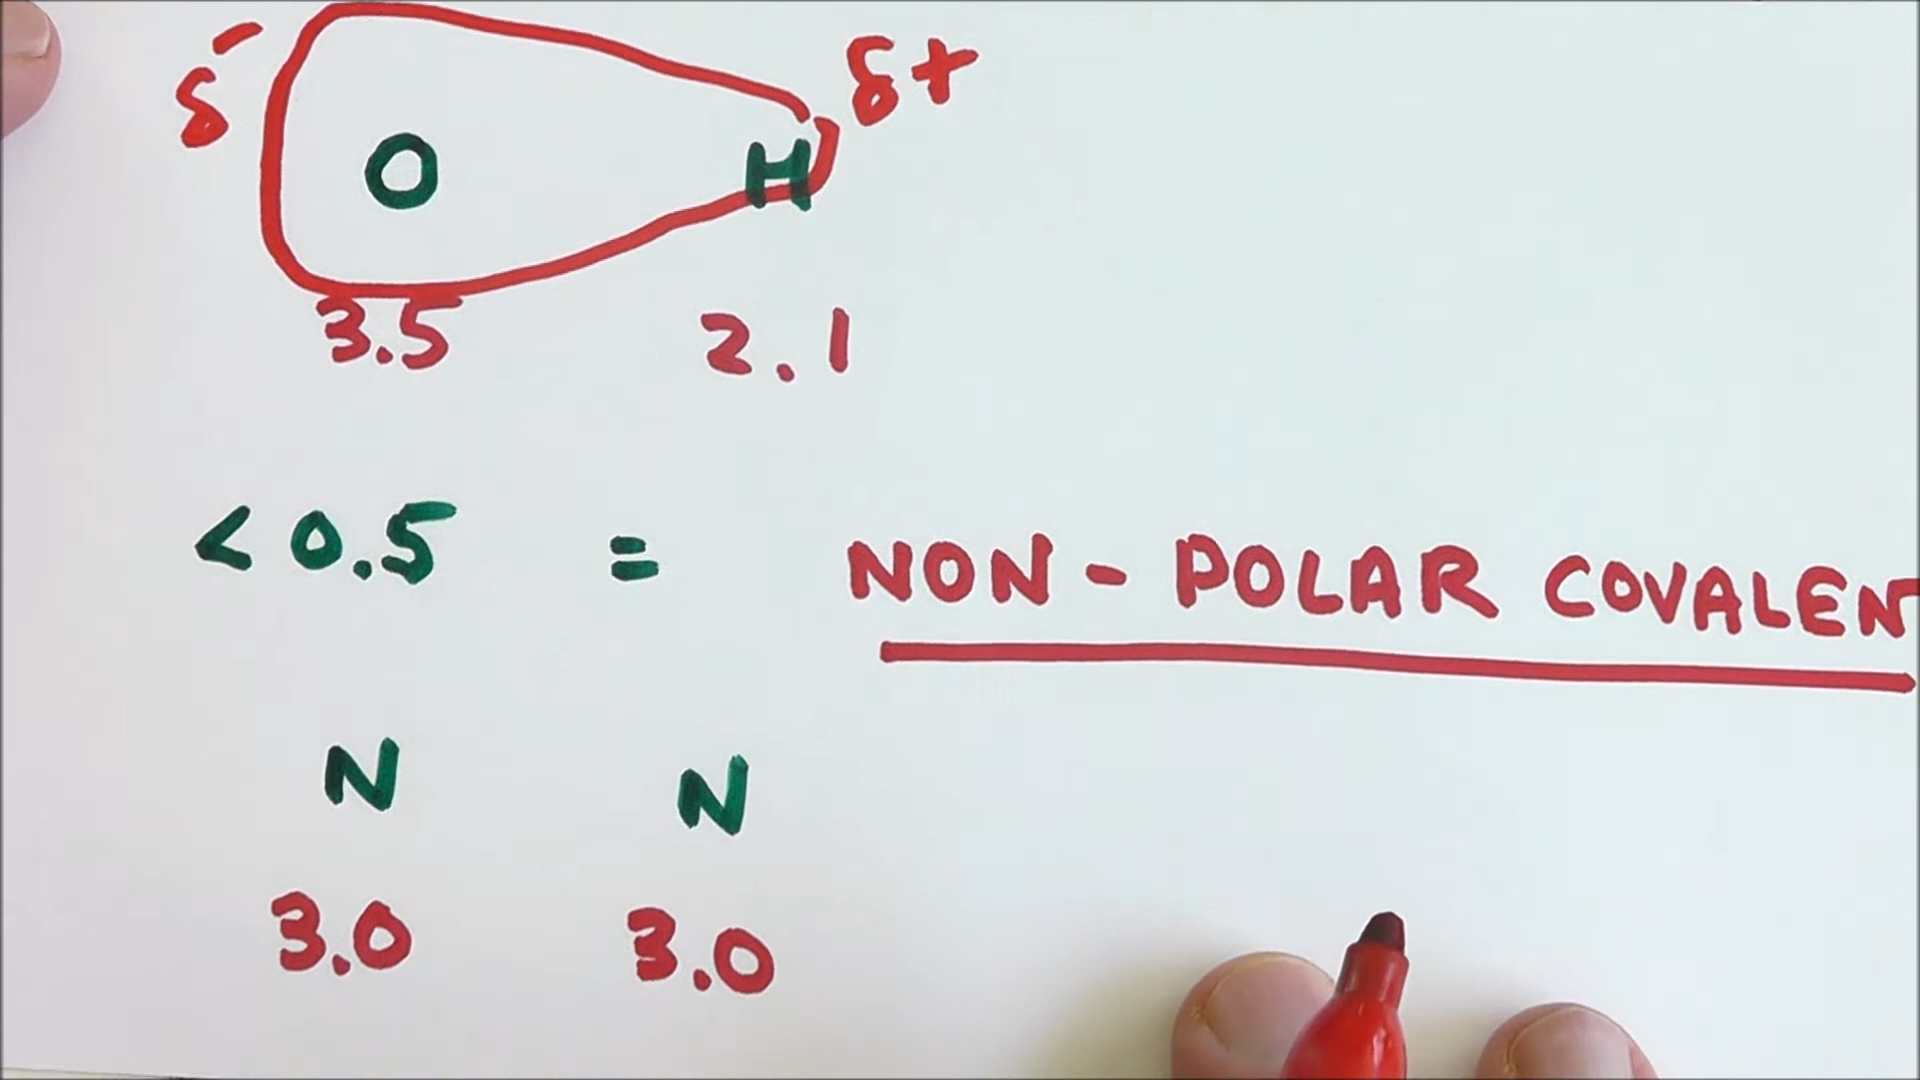 δ- δ+
O H
3.5 2.1
<0.5 = NON-POLAR COVALEN
N N
3.0 3.0